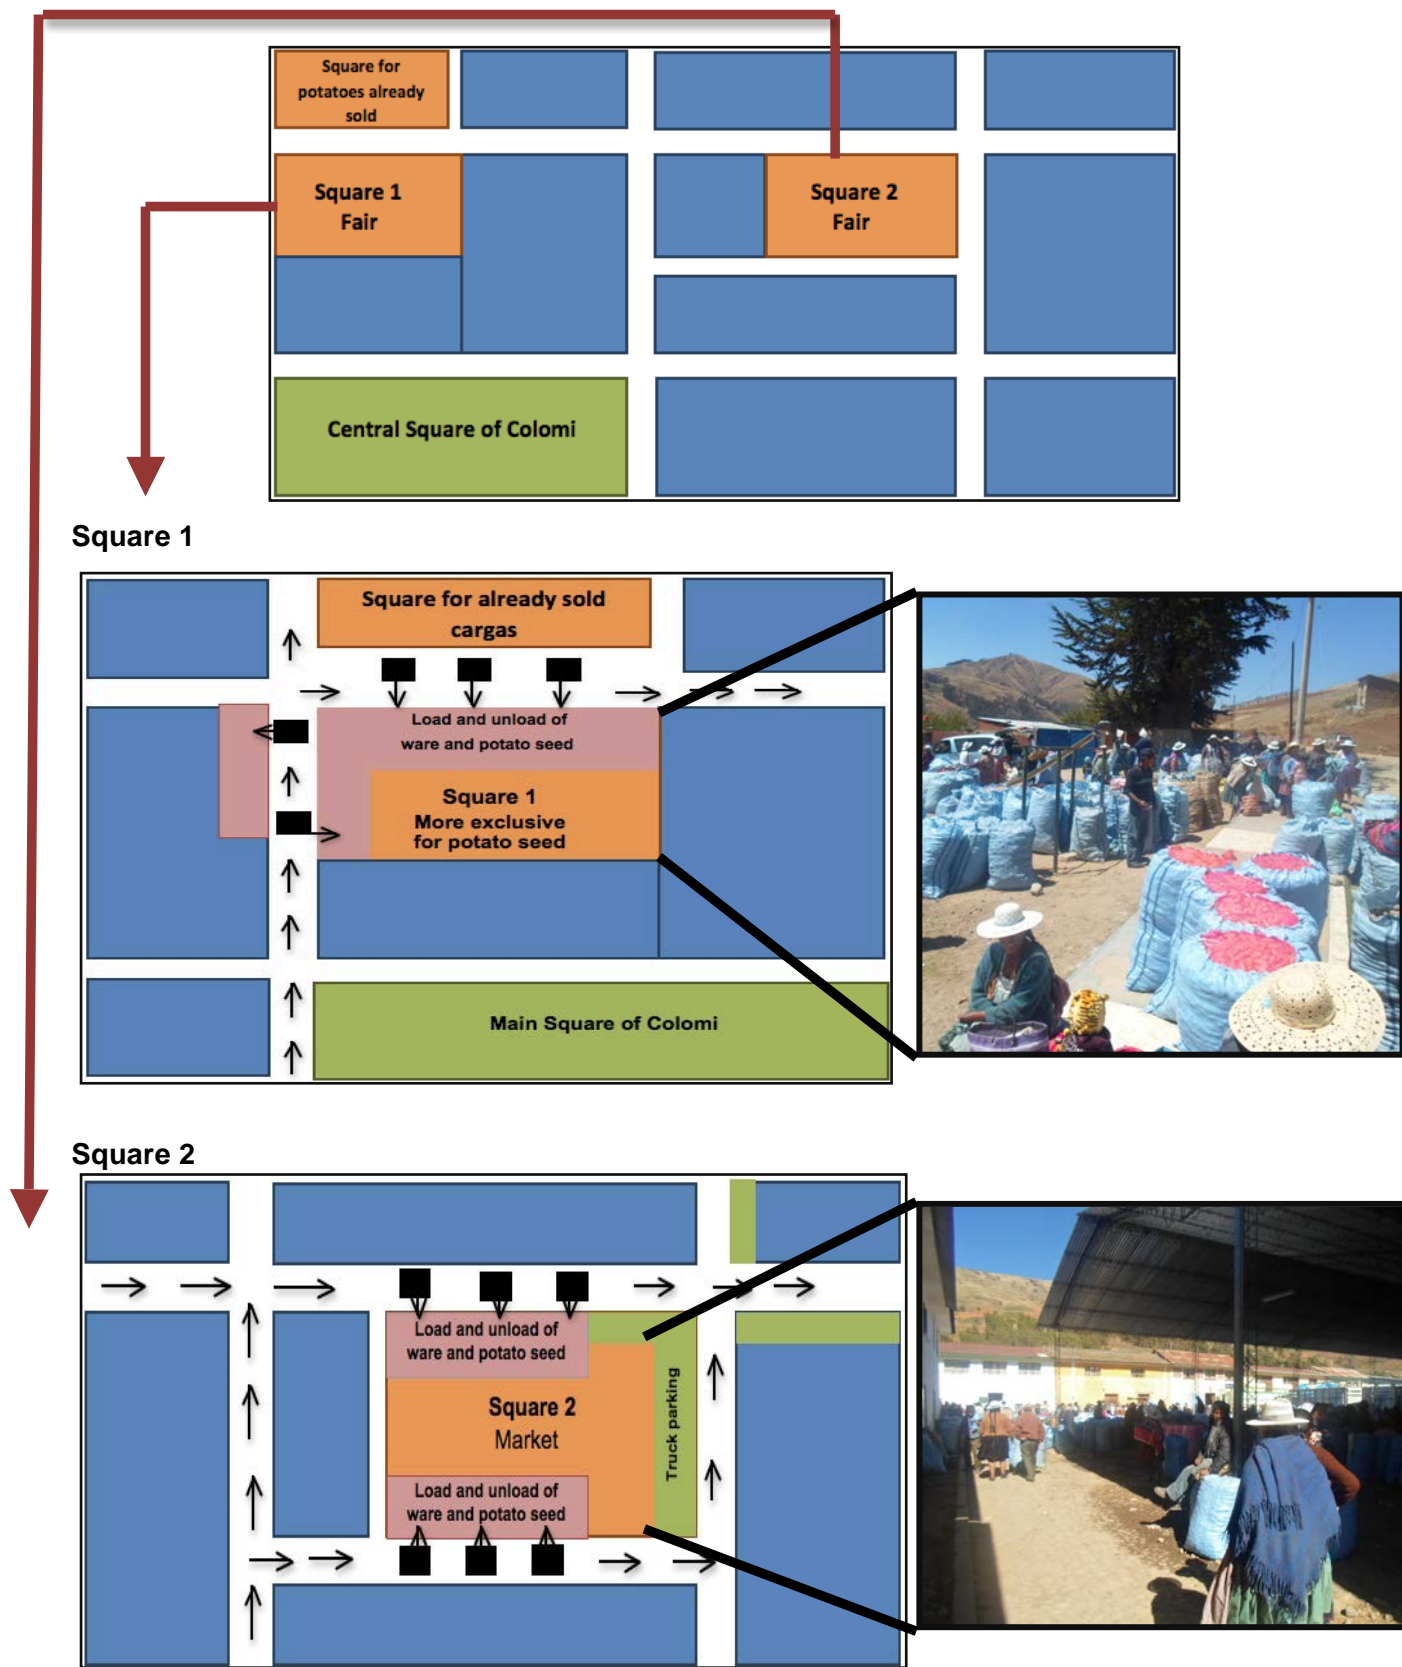 Square for
potatoes already
sold
Square 1
Fair
Square 2
Fair
Central Square of Colomi
Square 1
Square for already sold
cargas
Load and unload of
ware and potato seed
Square 1
More exclusive
for potato seed
Main Square of Colomi
Square 2
Load and unload of
ware and potato seed
Square 2
Market
Truck parking
Load and unload of
ware and potato seed